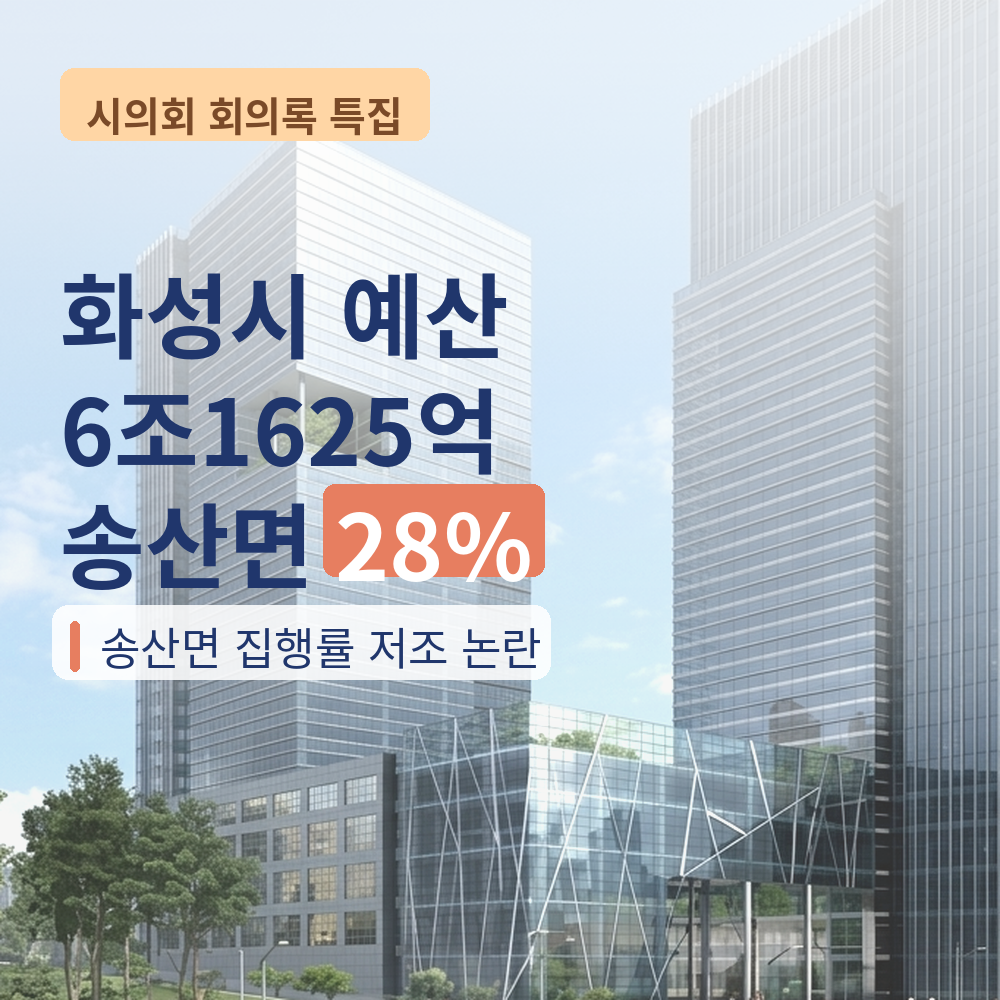 시의회 회의록 특집
화성시 예산
6조1625억
송산면 28%
송산면 집행률 저조 논란